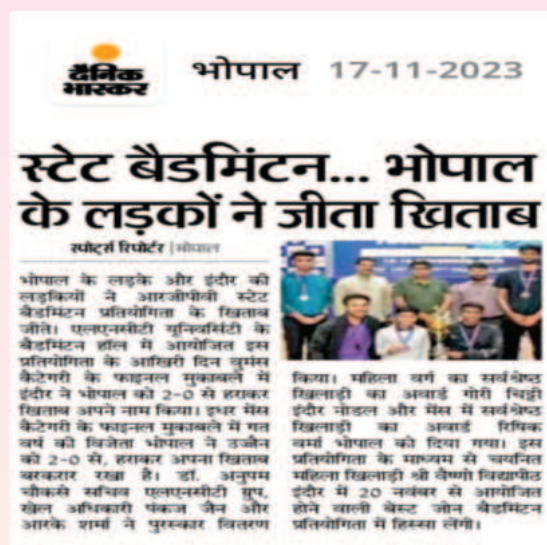 दैनिक
भास्कर
भोपाल 17-11-2023
स्टेट बैडमिंटन... भोपाल
के लड़कों ने जीता खिताब
स्पोर्ट्स रिपोर्टर | भोपाल
भोपाल के लड़के और इंदौर की
लड़कियों ने आरजीपीवी स्टेट
बैडमिंटन प्रतियोगिता के खिताब
जीते। एलएनसीटी यूनिवर्सिटी के
बैडमिंटन हॉल में आयोजित इस
प्रतियोगिता के आखिरी दिन वूमंस
कैटेगरी के फाइनल मुकाबले में
इंदौर ने भोपाल को 2-0 से हराकर
खिताब अपने नाम किया। इधर मेंस
कैटेगरी के फाइनल मुकाबले में गत
वर्ष की विजेता भोपाल ने उज्जैन
को 2-0 से, हराकर अपना खिताब
बरकरार रखा है। डॉ. अनुपम
चौकसे सचिव एलएनसीटी ग्रुप,
खेल अधिकारी पंकज जैन और
आरके शर्मा ने पुरस्कार वितरण
किया। महिला वर्ग का सर्वश्रेष्ठ
खिलाड़ी का अवार्ड गोरी चिट्टी
इंदौर नोडल और मेंस में सर्वश्रेष्ठ
खिलाड़ी का अवार्ड रिषिक
वर्मा भोपाल को दिया गया। इस
प्रतियोगिता के माध्यम से चयनित
महिला खिलाड़ी श्री वैष्णो विद्यापीठ
इंदौर में 20 नवंबर से आयोजित
होने वाली वेस्ट जोन बैडमिंटन
प्रतियोगिता में हिस्सा लेंगी।